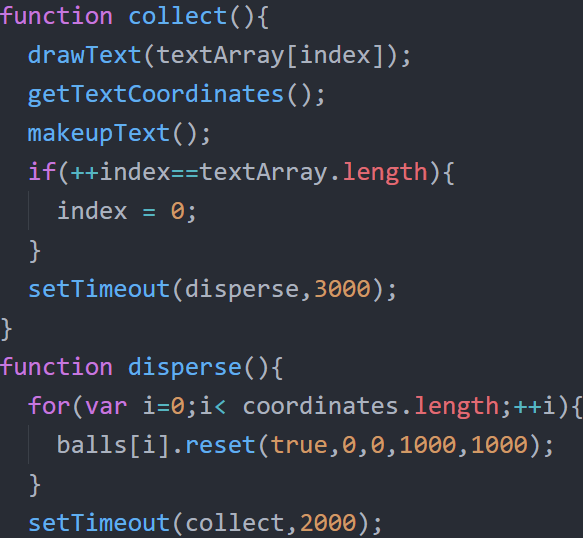 function collect(){
  drawText(textArray[index]);
  getTextCoordinates();
  makeupText();
  if(++index==textArray.length){
    index = 0;
  }
  setTimeout(disperse,3000);
}
function disperse(){
  for(var i=0;i< coordinates.length;++i){
    balls[i].reset(true,0,0,1000,1000);
  }
  setTimeout(collect,2000);